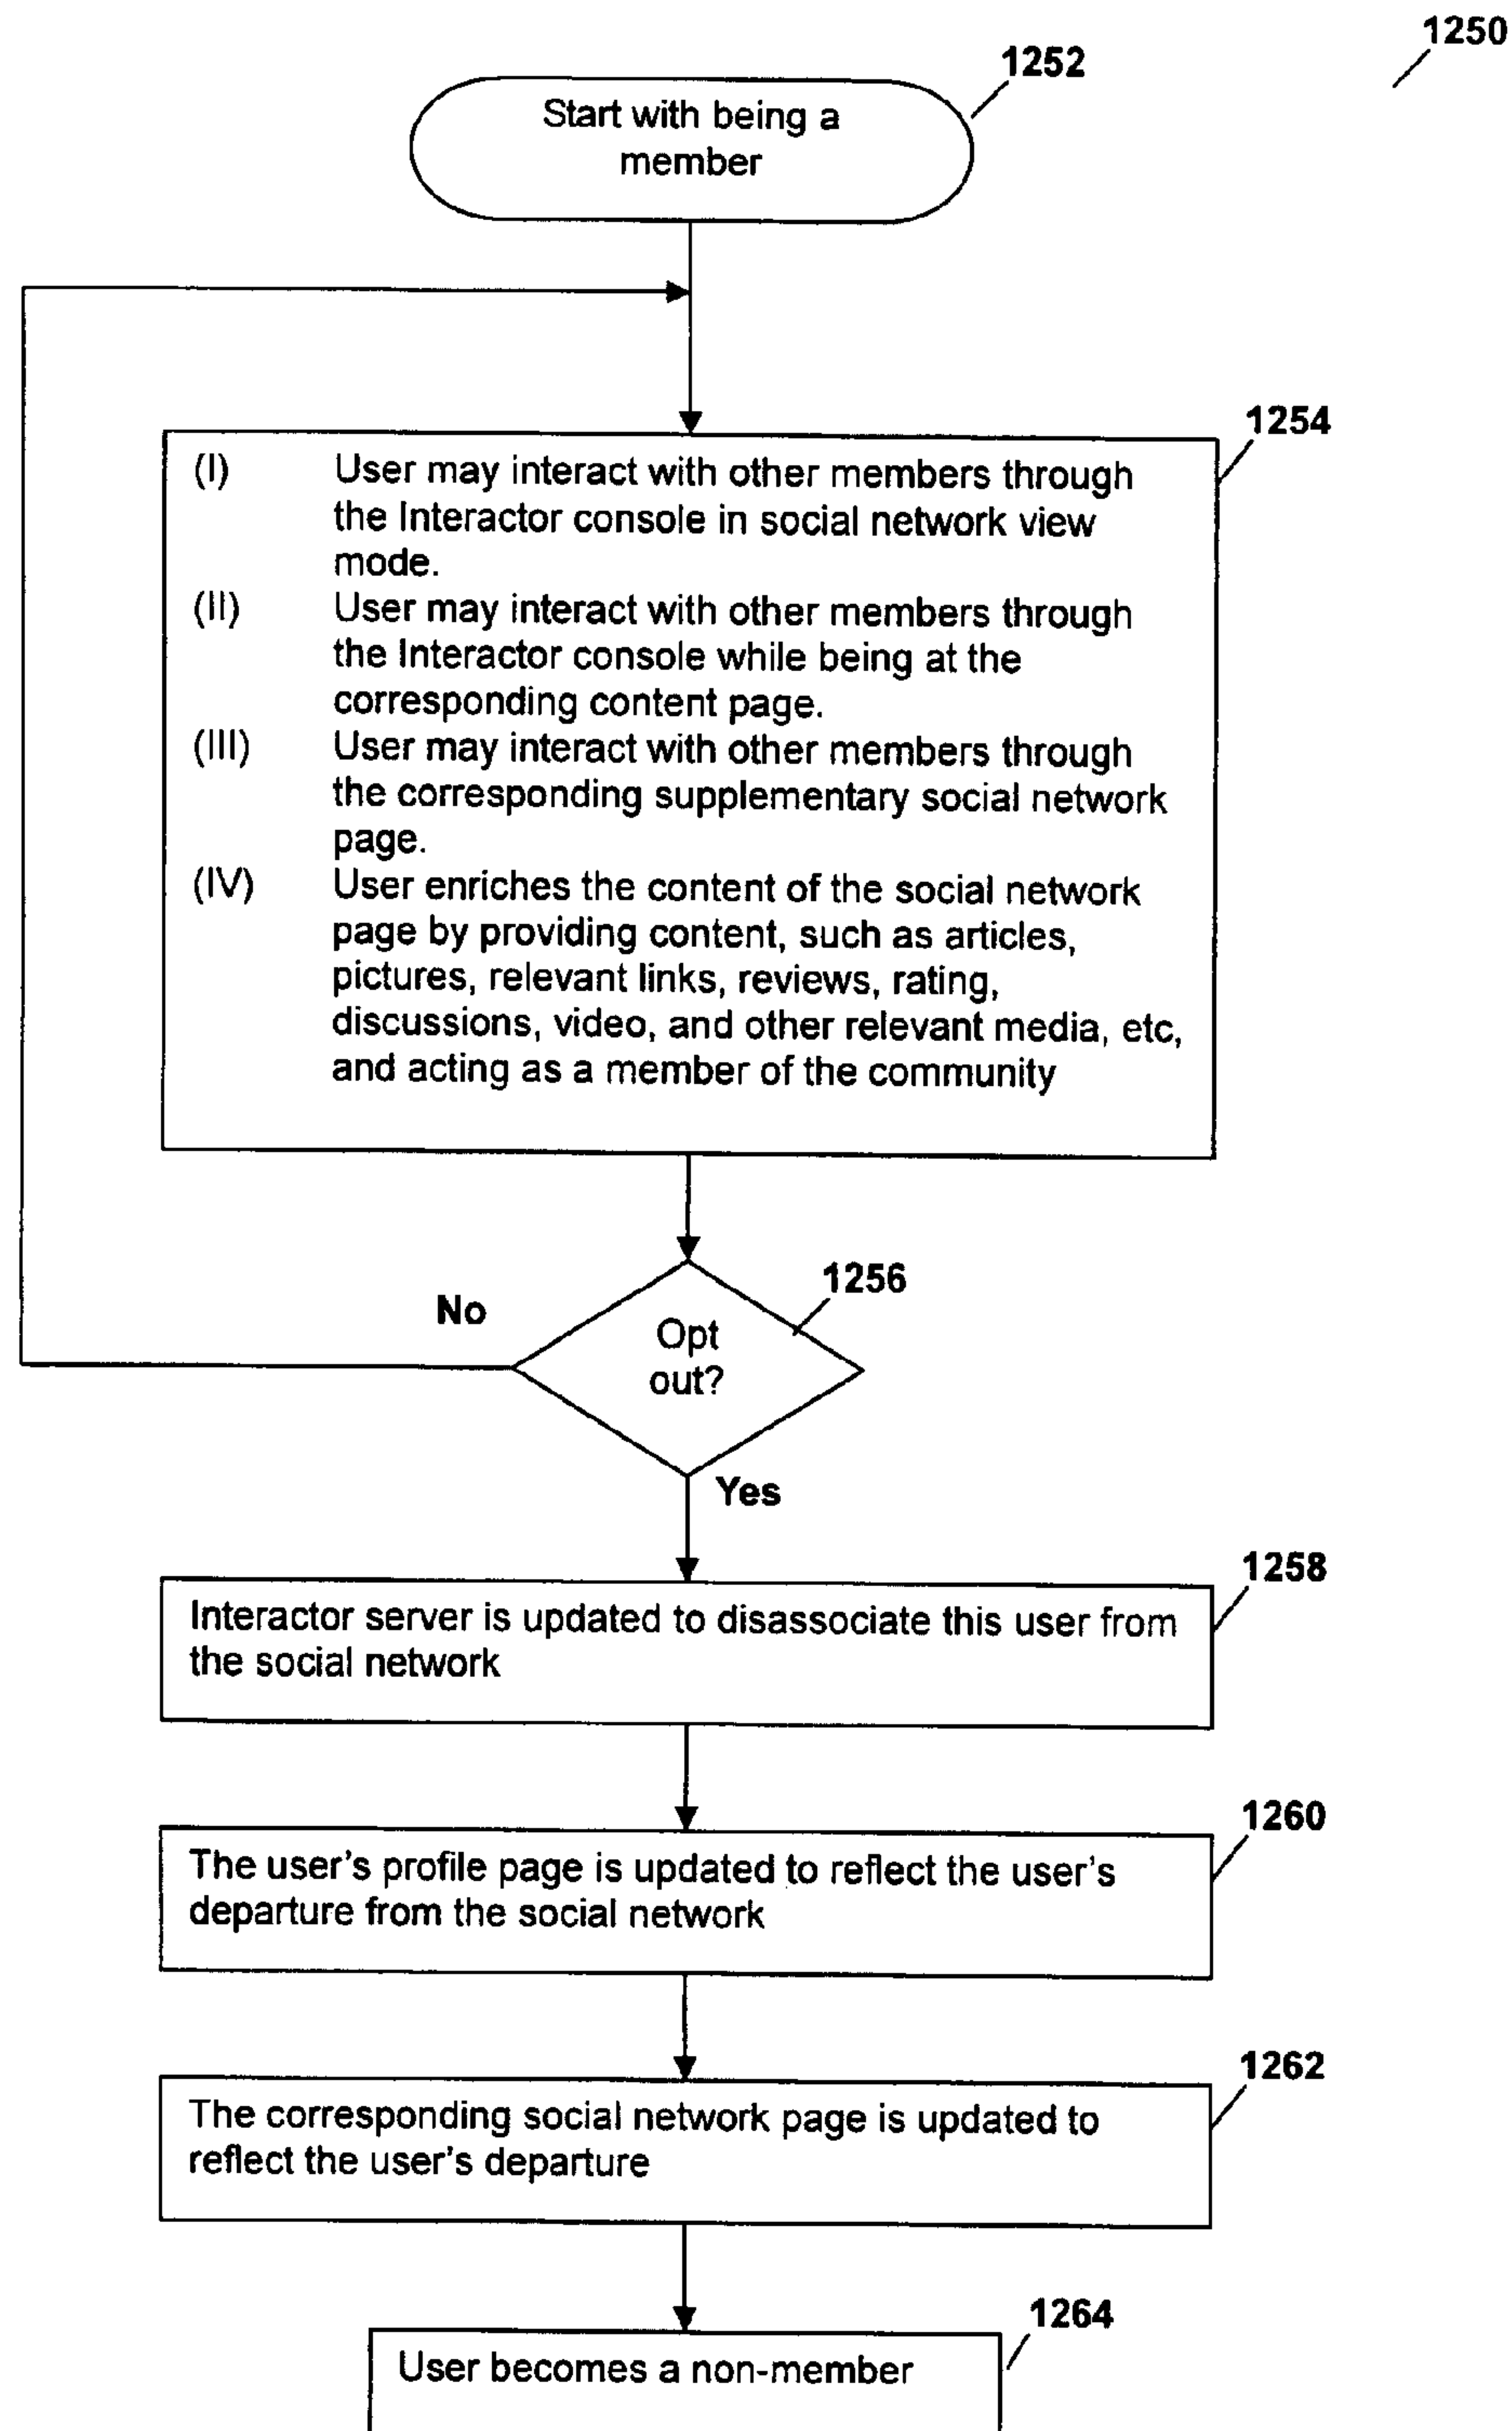 1250
1252
Start with being a
member
1254
(I) User may interact with other members through
the Interactor console in social network view
mode.
(II) User may interact with other members through
the Interactor console while being at the
corresponding content page.
(III) User may interact with other members through
the corresponding supplementary social network
page.
(IV) User enriches the content of the social network
page by providing content, such as articles,
pictures, relevant links, reviews, rating,
discussions, video, and other relevant media, etc,
and acting as a member of the community
1256
No
Opt
out?
Yes
1258
Interactor server is updated to disassociate this user from
the social network
1260
The user's profile page is updated to reflect the user's
departure from the social network
1262
The corresponding social network page is updated to
reflect the user's departure
1264
User becomes a non-member